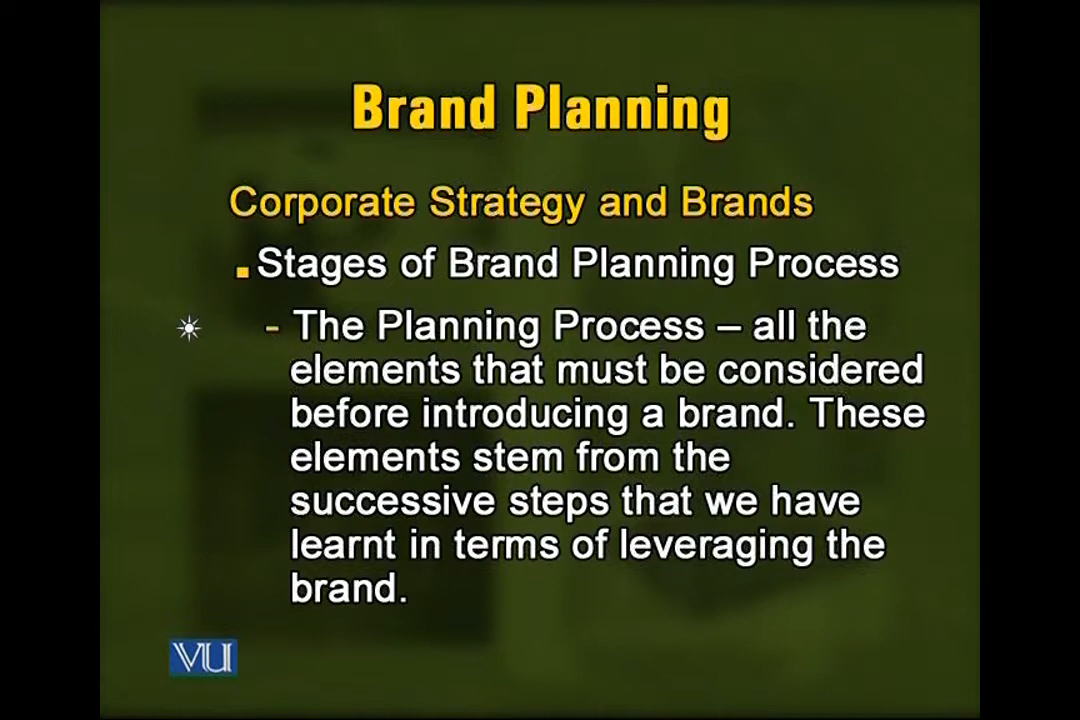 Brand Planning
Corporate Strategy and Brands
▪Stages of Brand Planning Process
- The Planning Process – all the
elements that must be considered
before introducing a brand. These
elements stem from the
successive steps that we have
learnt in terms of leveraging the
brand.
VU